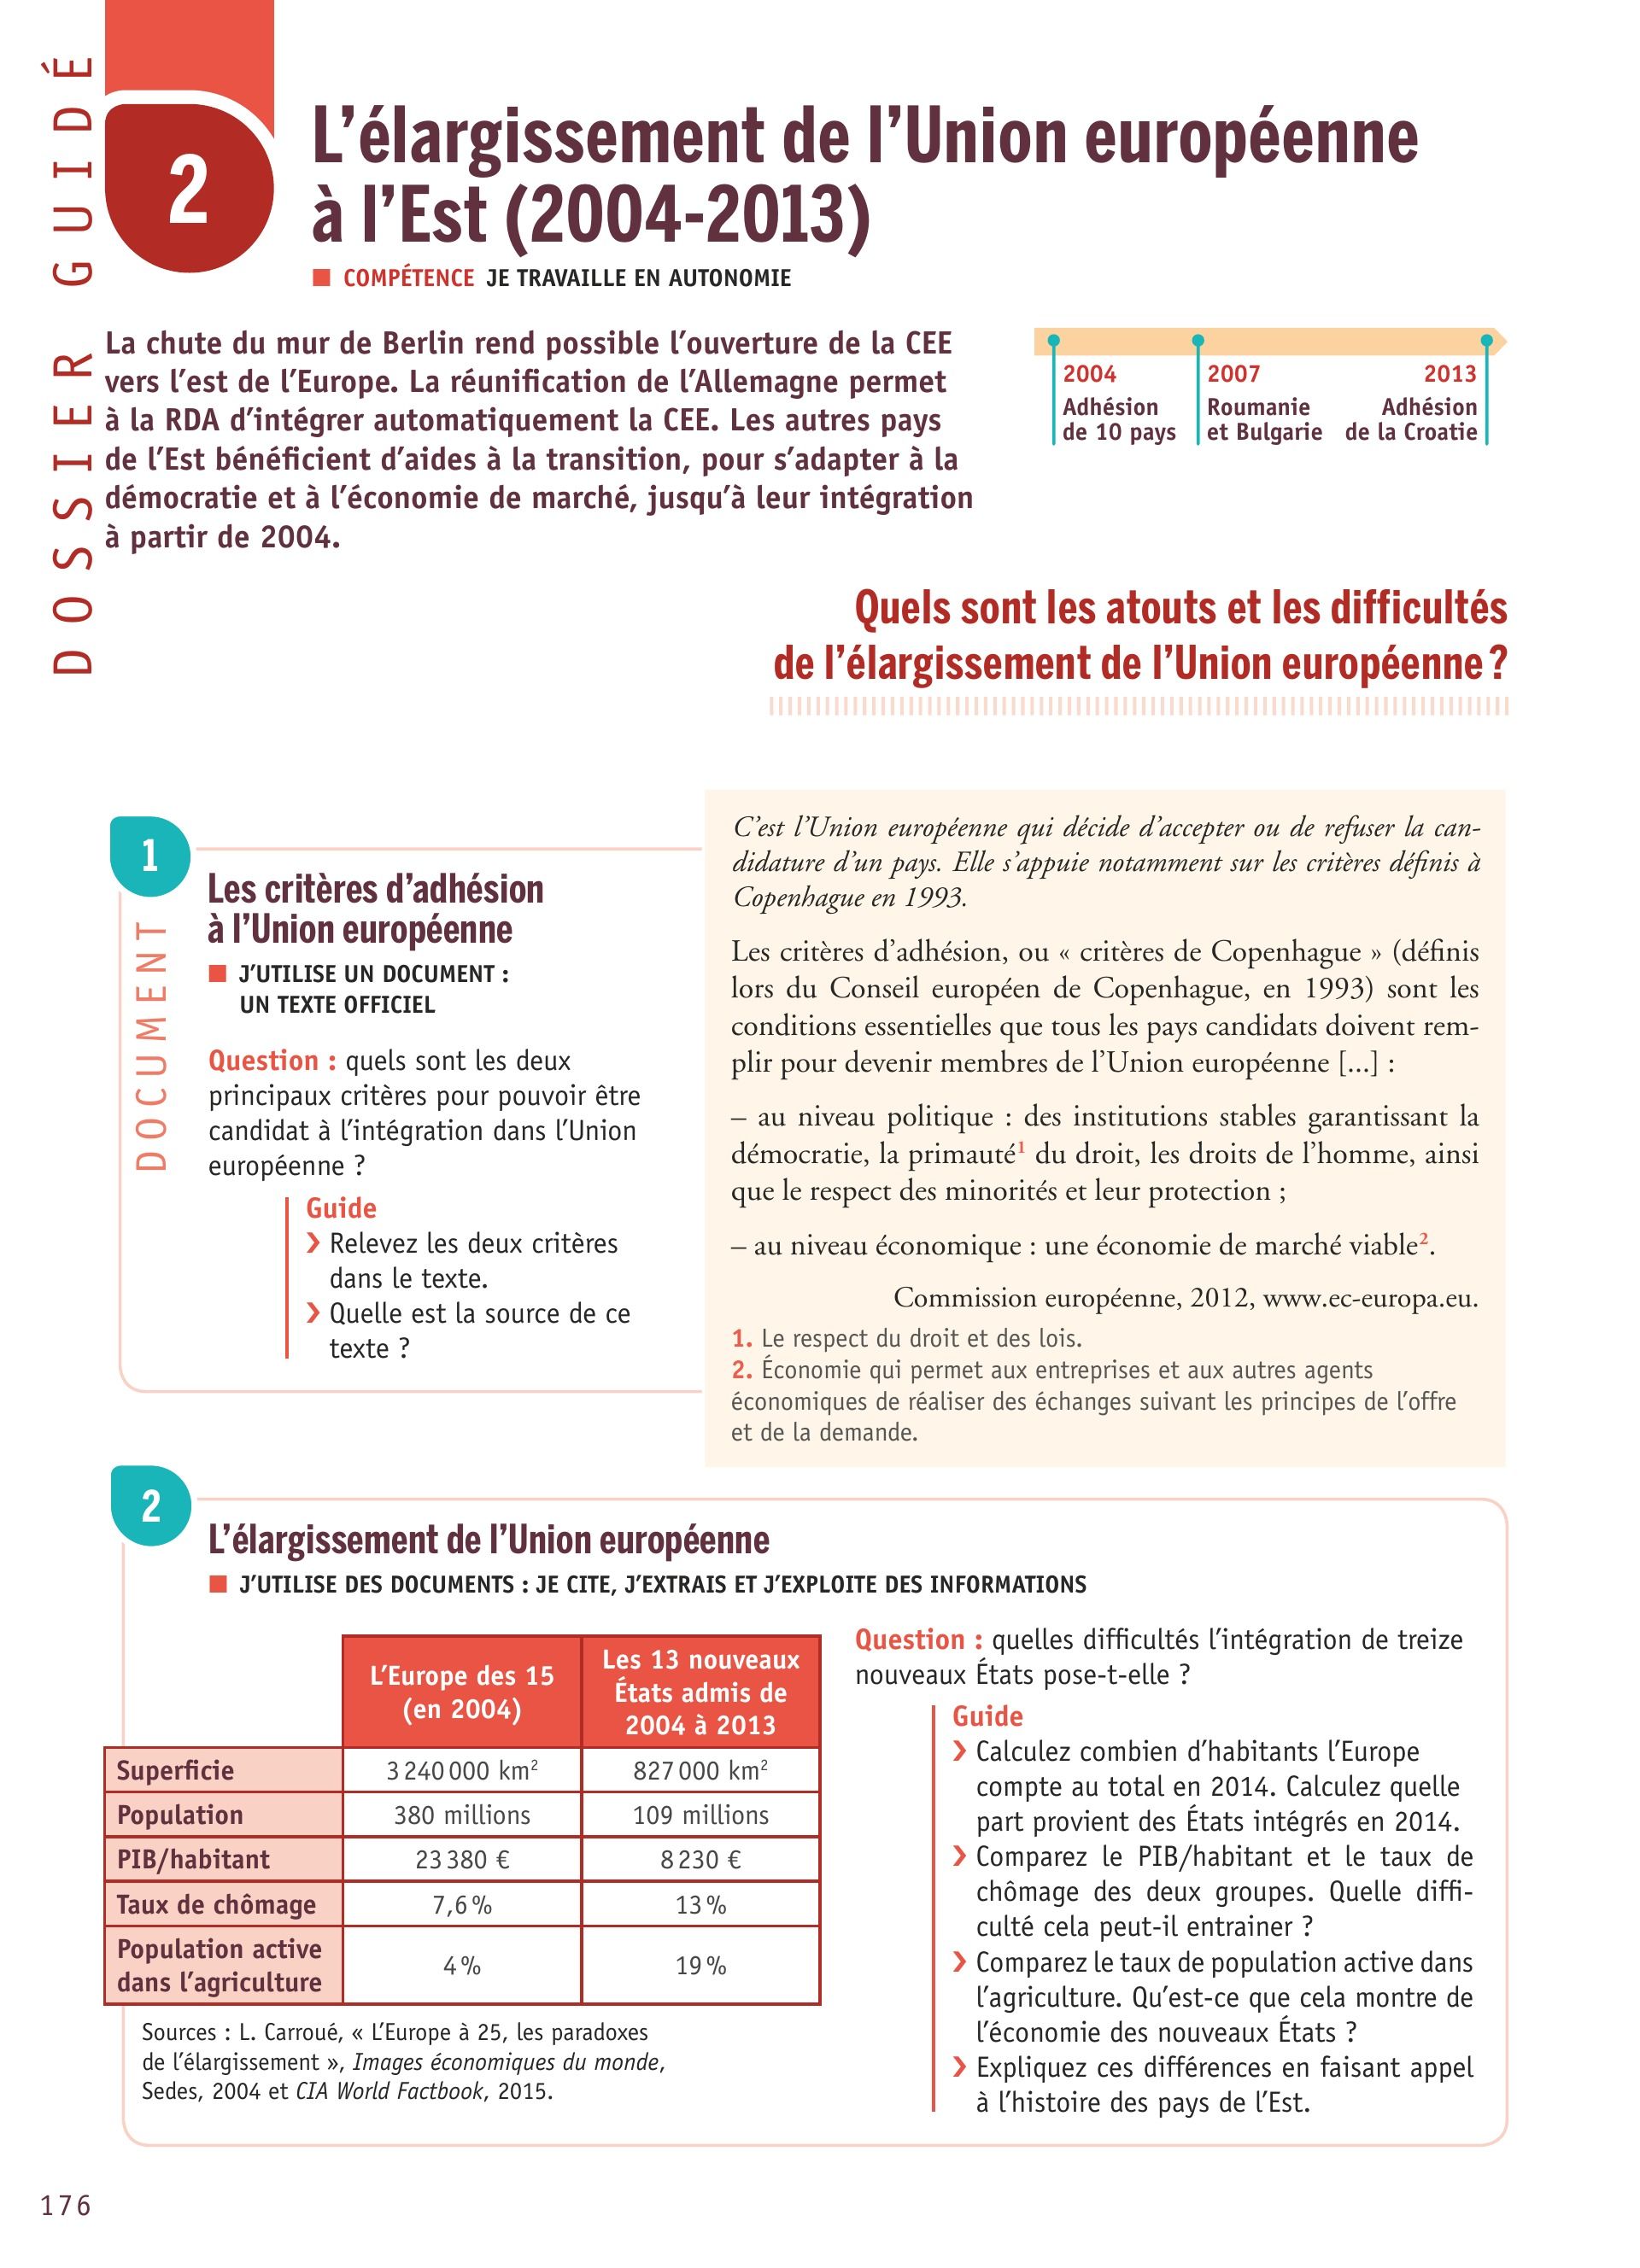 DOSSIER GUIDÉ
2
L’élargissement de l’Union européenne
à l’Est (2004-2013)
■ COMPÉTENCE JE TRAVAILLE EN AUTONOMIE
La chute du mur de Berlin rend possible l’ouverture de la CEE
vers l’est de l’Europe. La réunification de l’Allemagne permet
à la RDA d’intégrer automatiquement la CEE. Les autres pays
de l’Est bénéficient d’aides à la transition, pour s’adapter à la
démocratie et à l’économie de marché, jusqu’à leur intégration
à partir de 2004.
2004
Adhésion
de 10 pays
2007
Roumanie
et Bulgarie
2013
Adhésion
de la Croatie
Quels sont les atouts et les difficultés
de l’élargissement de l’Union européenne ?
1
DOCUMENT
Les critères d’adhésion
à l’Union européenne
■ J’UTILISE UN DOCUMENT :
UN TEXTE OFFICIEL
Question : quels sont les deux
principaux critères pour pouvoir être
candidat à l’intégration dans l’Union
européenne ?
Guide
❯ Relevez les deux critères
dans le texte.
❯ Quelle est la source de ce
texte ?
C’est l’Union européenne qui décide d’accepter ou de refuser la can-
didature d’un pays. Elle s’appuie notamment sur les critères définis à
Copenhague en 1993.
Les critères d’adhésion, ou « critères de Copenhague » (définis
lors du Conseil européen de Copenhague, en 1993) sont les
conditions essentielles que tous les pays candidats doivent rem-
plir pour devenir membres de l’Union européenne [...] :
– au niveau politique : des institutions stables garantissant la
démocratie, la primauté1 du droit, les droits de l’homme, ainsi
que le respect des minorités et leur protection ;
– au niveau économique : une économie de marché viable2.
Commission européenne, 2012, www.ec-europa.eu.
1. Le respect du droit et des lois.
2. Économie qui permet aux entreprises et aux autres agents
économiques de réaliser des échanges suivant les principes de l’offre
et de la demande.
2
L’élargissement de l’Union européenne
■ J’UTILISE DES DOCUMENTS : JE CITE, J’EXTRAIS ET J’EXPLOITE DES INFORMATIONS
L’Europe des 15
(en 2004)
Les 13 nouveaux
États admis de
2004 à 2013
Superficie 3 240 000 km² 827 000 km²
Population 380 millions 109 millions
PIB/habitant 23 380 € 8 230 €
Taux de chômage 7,6 % 13 %
Population active
dans l’agriculture 4 % 19 %
Sources : L. Carroué, « L’Europe à 25, les paradoxes
de l’élargissement », Images économiques du monde,
Sedes, 2004 et CIA World Factbook, 2015.
Question : quelles difficultés l’intégration de treize
nouveaux États pose-t-elle ?
Guide
❯ Calculez combien d’habitants l’Europe
compte au total en 2014. Calculez quelle
part provient des États intégrés en 2014.
❯ Comparez le PIB/habitant et le taux de
chômage des deux groupes. Quelle diffi-
culté cela peut-il entrainer ?
❯ Comparez le taux de population active dans
l’agriculture. Qu’est-ce que cela montre de
l’économie des nouveaux États ?
❯ Expliquez ces différences en faisant appel
à l’histoire des pays de l’Est.
176